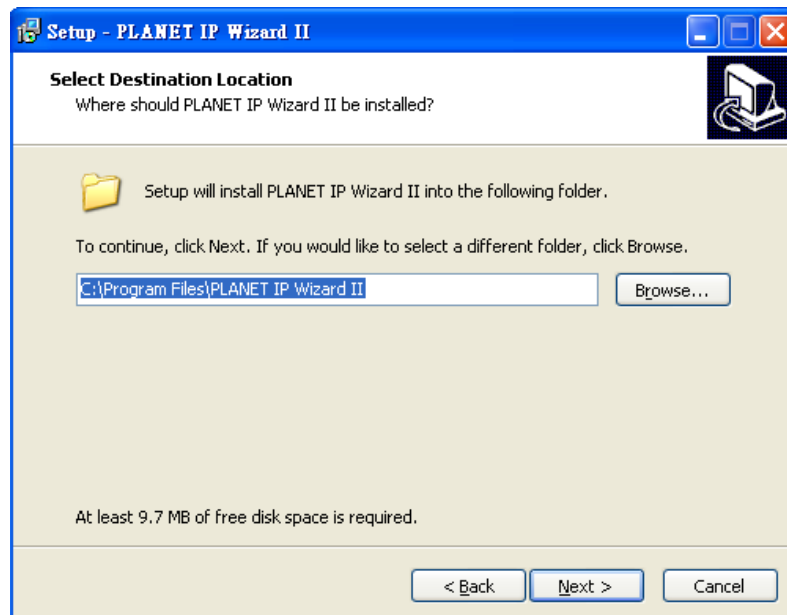 Setup - PLANET IP Wizard II
Select Destination Location
Where should PLANET IP Wizard II be installed?
Setup will install PLANET IP Wizard II into the following folder.
To continue, click Next. If you would like to select a different folder, click Browse.
C:\Program Files\PLANET IP Wizard II
Browse...
At least 9.7 MB of free disk space is required.
< Back
Next >
Cancel